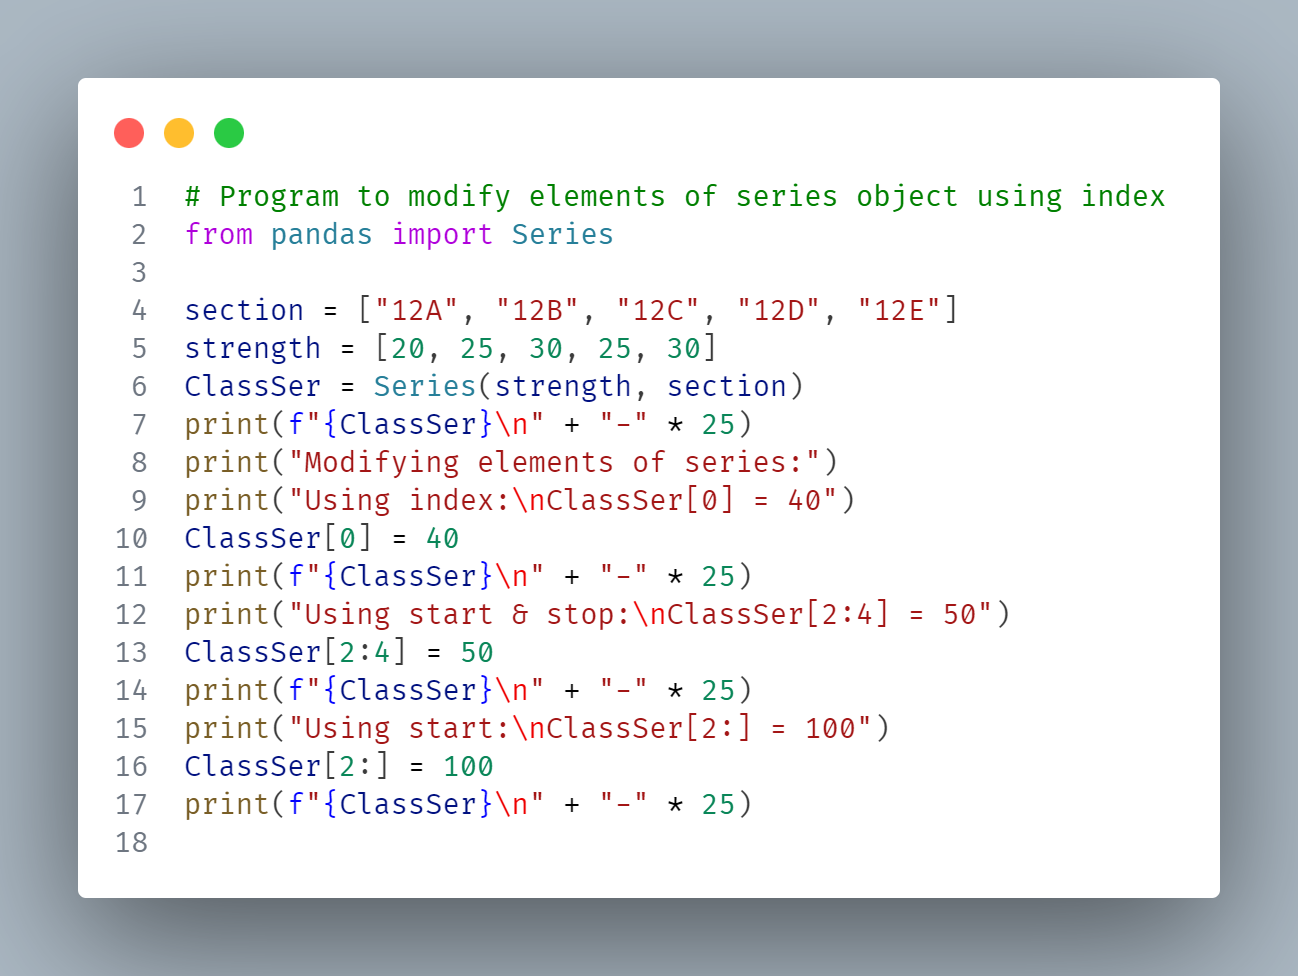 1 # Program to modify elements of series object using index
2 from pandas import Series
3
4 section = ["12A", "12B", "12C", "12D", "12E"]
5 strength = [20, 25, 30, 25, 30]
6 ClassSer = Series(strength, section)
7 print(f"{ClassSer}\n" + "-" * 25)
8 print("Modifying elements of series:")
9 print("Using index:\nClassSer[0] = 40")
10 ClassSer[0] = 40
11 print(f"{ClassSer}\n" + "-" * 25)
12 print("Using start & stop:\nClassSer[2:4] = 50")
13 ClassSer[2:4] = 50
14 print(f"{ClassSer}\n" + "-" * 25)
15 print("Using start:\nClassSer[2:] = 100")
16 ClassSer[2:] = 100
17 print(f"{ClassSer}\n" + "-" * 25)
18